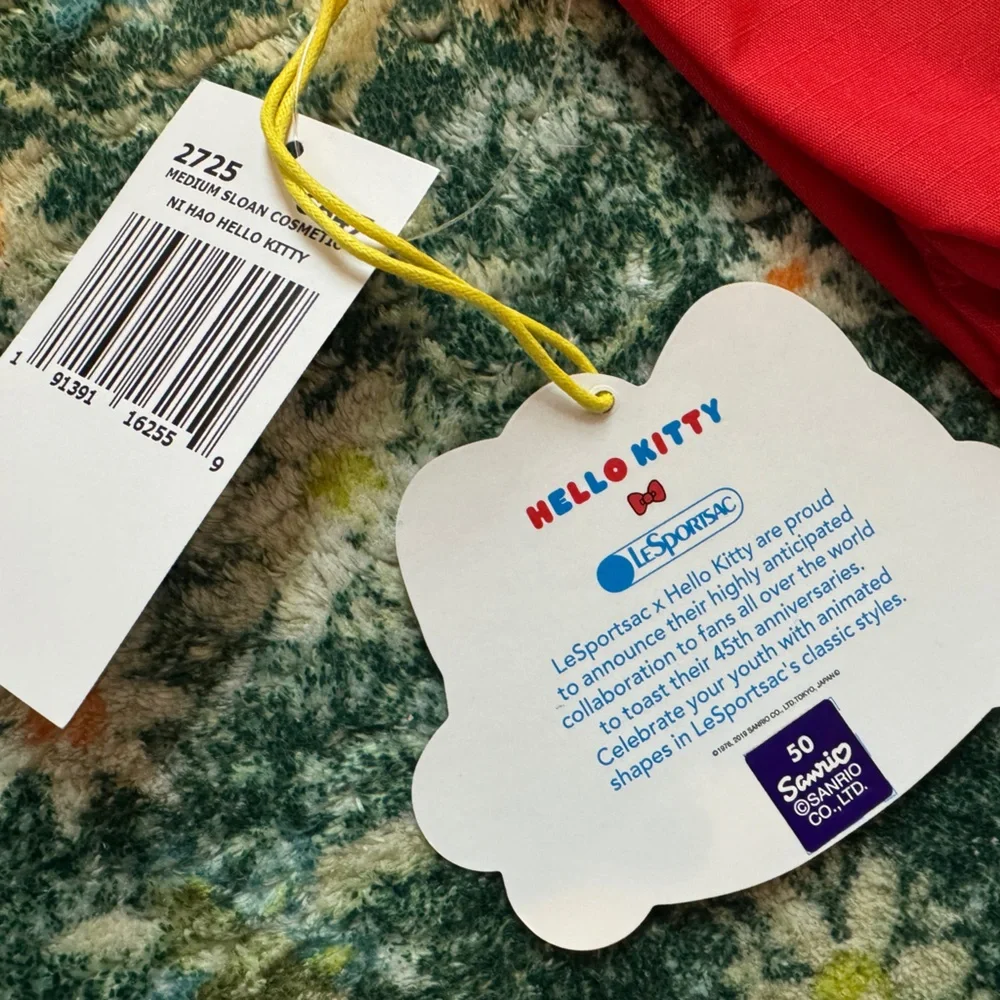 2725
MEDIUM SLOAN COSMETIC
NI HAO HELLO KITTY
1 91391 16255 9
HELLO KITTY
LESPORTSAC
LeSportsac x Hello Kitty are proud
to announce their highly anticipated
collaboration to fans all over the world
to toast their 45th anniversaries.
Celebrate your youth with animated
shapes in LeSportsac's classic styles.
©1976, 2019 SANRIO CO., LTD.TOKYO, JAPAN
50
Sanrio
©SANRIO
CO.,LTD.